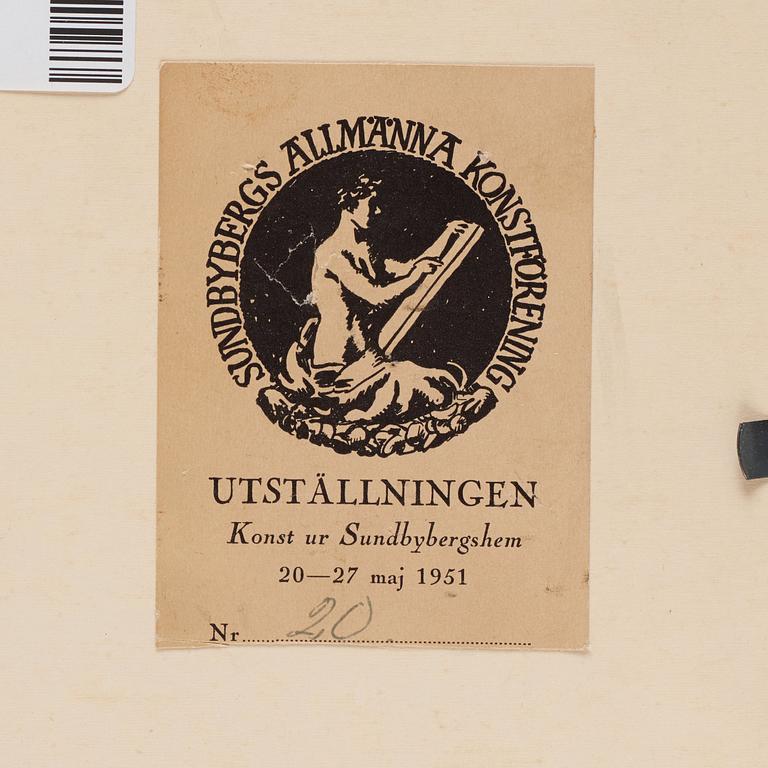 SUNDBYBERGS ALLMÄNNA KONSTFÖRENING
UTSTÄLLNINGEN
Konst ur Sundbybergshem
20—27 maj 1951
Nr 20